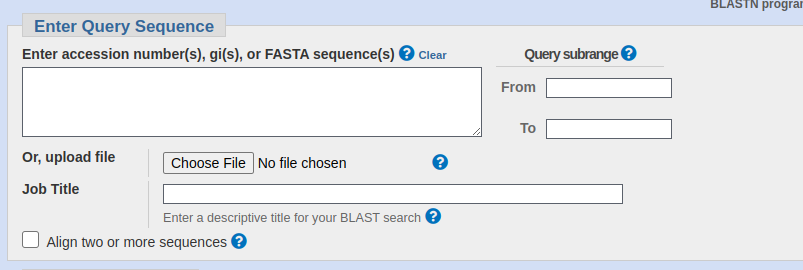 BLASTN
Enter Query Sequence
Enter accession number(s), gi(s), or FASTA sequence(s) Clear
Query subrange
From
To
Or, upload file Choose File No file chosen
Job Title
Enter a descriptive title for your BLAST search
Align two or more sequences